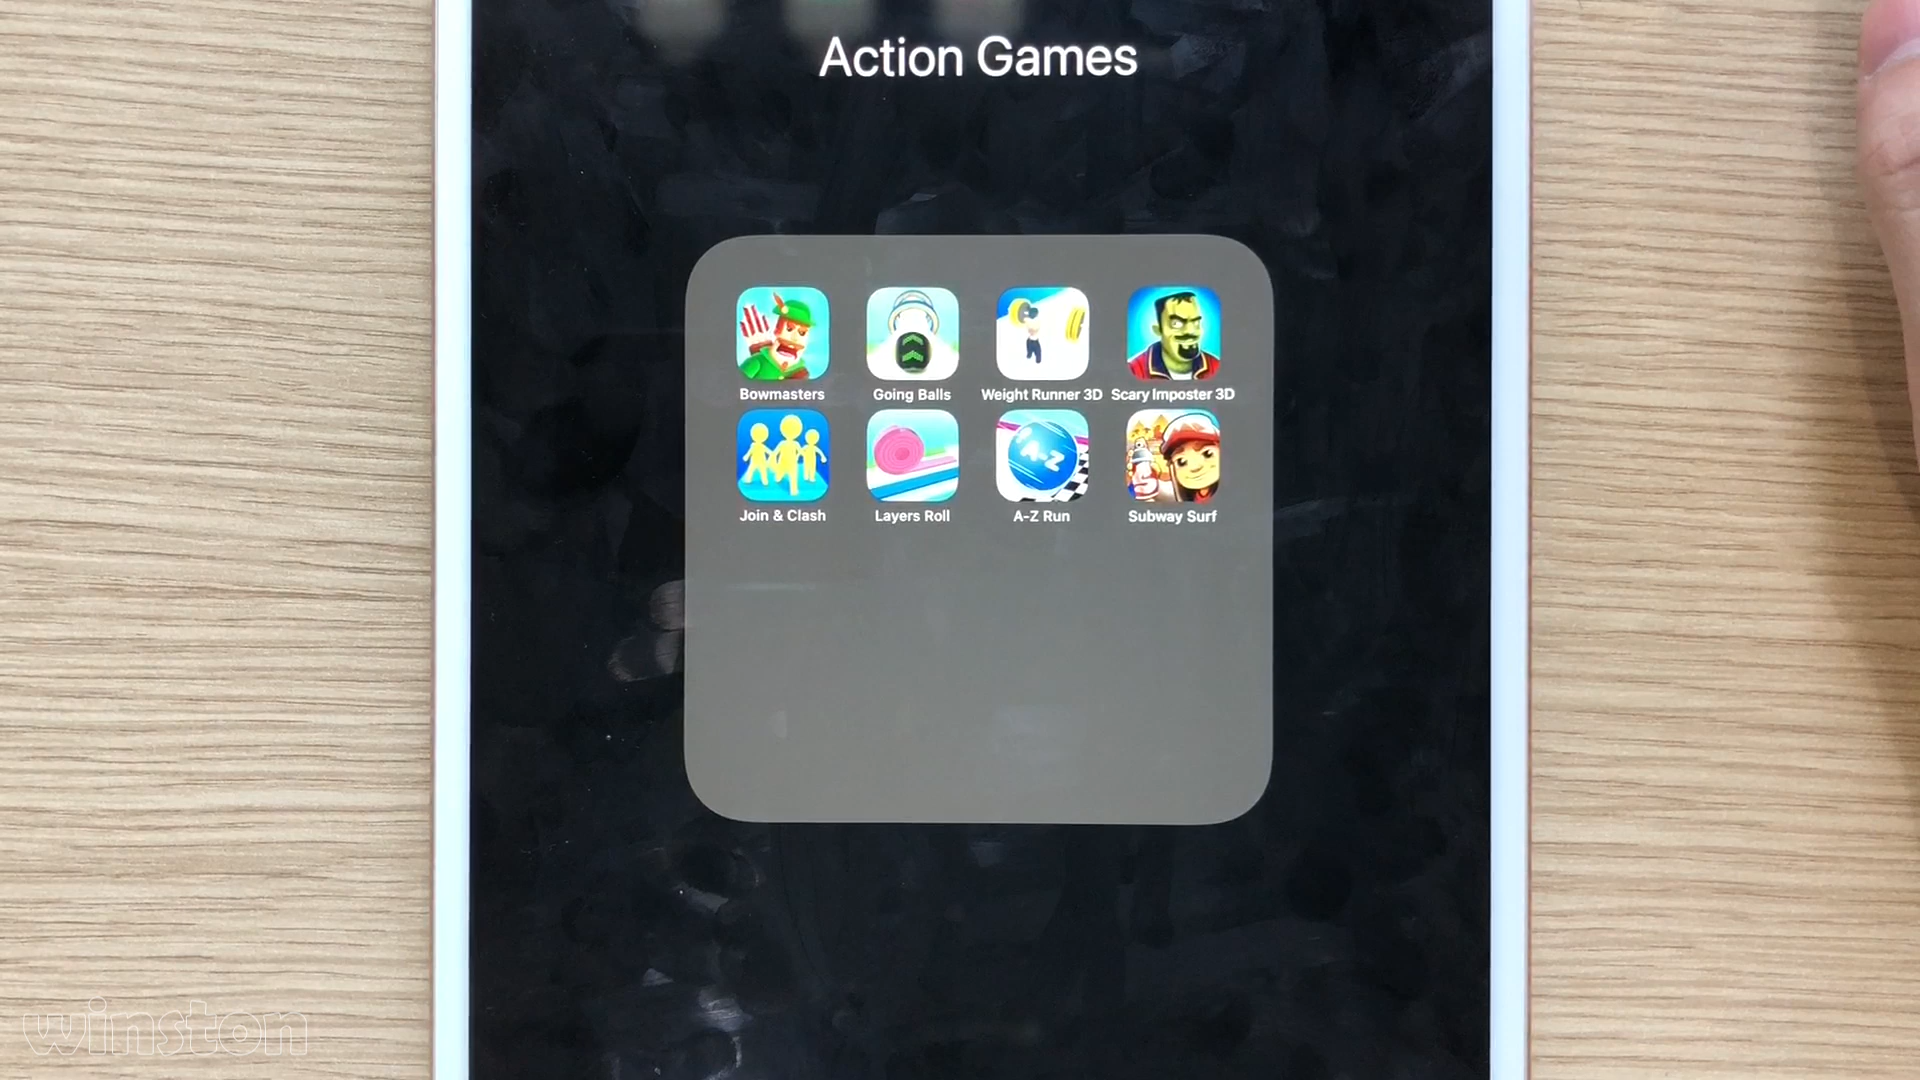 Action Games
Bowmasters
Going Balls
Weight Runner 3D
Scary Imposter 3D
Join & Clash
Layers Roll
A-Z
A-Z Run
Subway Surf
winston